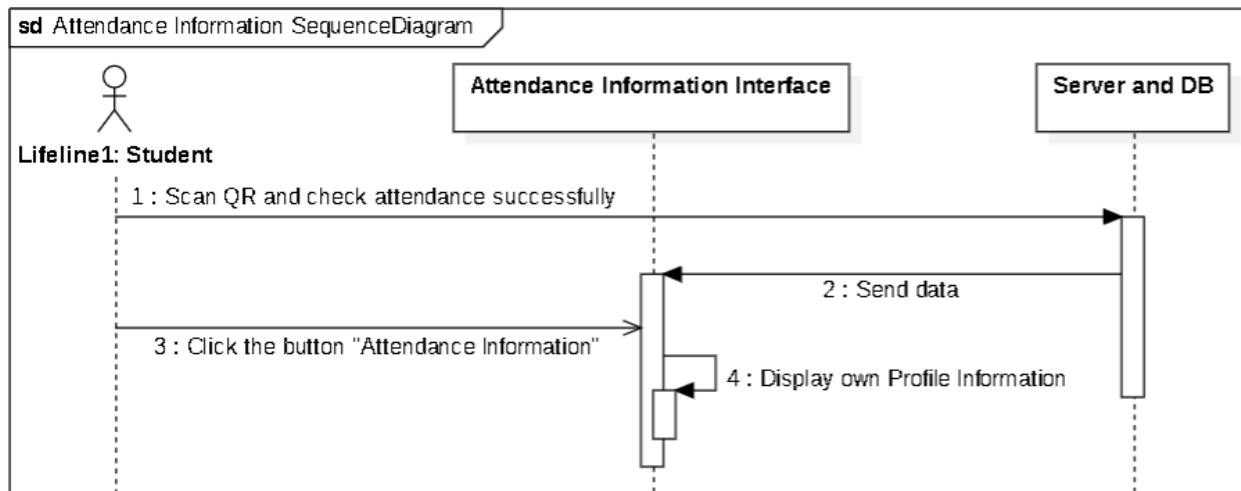 sd Attendance Information SequenceDiagram
Attendance Information Interface
Server and DB
Lifeline1: Student
1 : Scan QR and check attendance successfully
2 : Send data
3 : Click the button "Attendance Information"
4 : Display own Profile Information